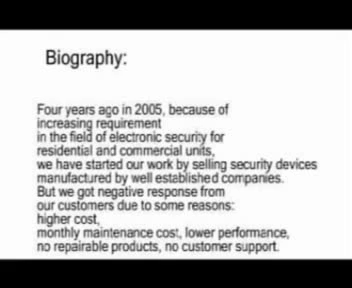 Biography:
Four years ago in 2005, because of
increasing requirement
in the field of electronic security for
residential and commercial units,
we have started our work by selling security devices
manufactured by well established companies.
But we got negative response from
our customers due to some reasons:
higher cost,
monthly maintenance cost, lower performance,
no repairable products, no customer support.